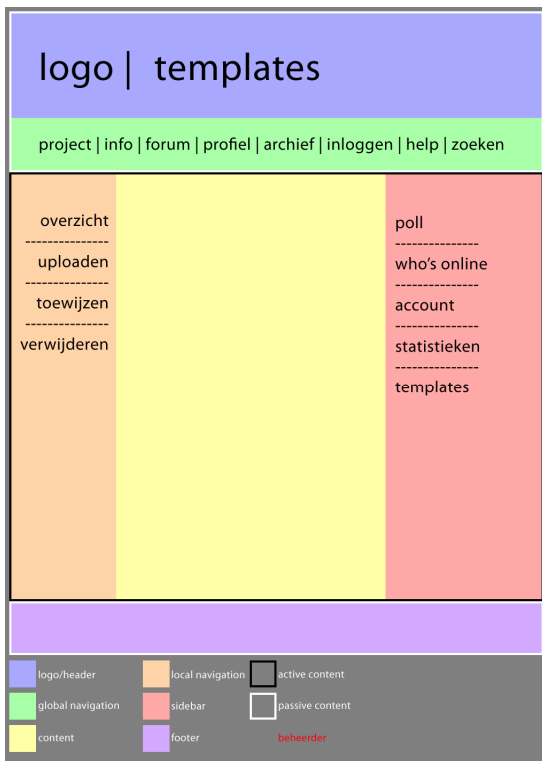 logo | templates
project | info | forum | profiel | archief | inloggen | help | zoeken
overzicht
---------------
uploaden
---------------
toewijzen
---------------
verwijderen
poll
---------------
who's online
---------------
account
---------------
statistieken
---------------
templates
logo/header
local navigation
active content
global navigation
sidebar
passive content
content
footer
beheerder